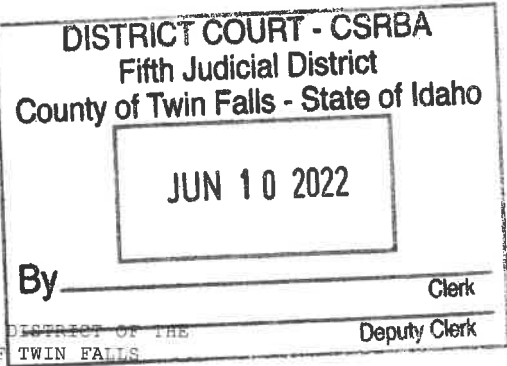 DISTRICT COURT - CSRBA
Fifth Judicial District
County of Twin Falls - State of Idaho
JUN 10 2022
By
Clerk
DISTRICT OF THE
Deputy Clerk
TWIN FALLS